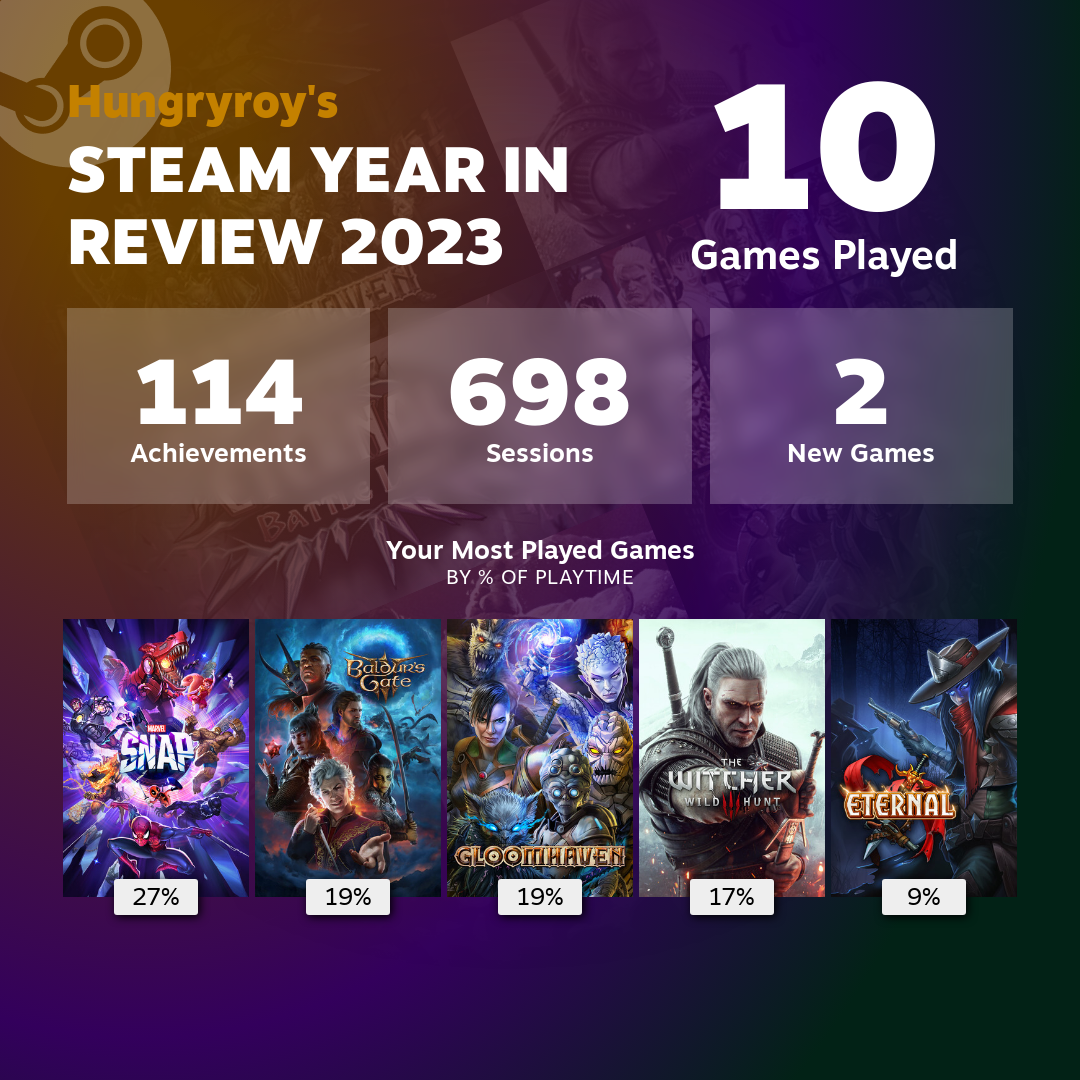 Hungryroy's
STEAM YEAR IN
REVIEW 2023
10
Games Played
114
Achievements
698
Sessions
2
New Games
Your Most Played Games
BY % OF PLAYTIME
MARVEL
SNAP
Baldur's
Gate
GLOOMHAVEN
THE
WITCHER
WILD HUNT
ETERNAL
27%
19%
19%
17%
9%